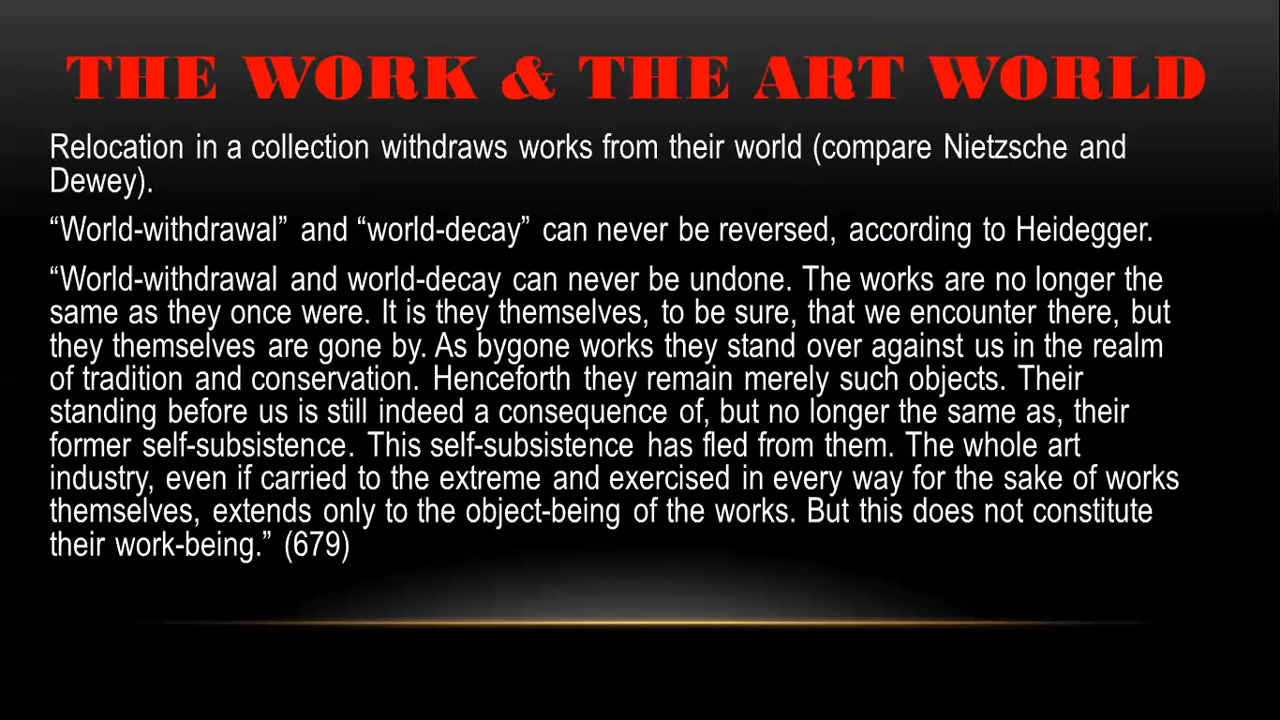 THE WORK & THE ART WORLD
Relocation in a collection withdraws works from their world (compare Nietzsche and
Dewey).
“World-withdrawal” and “world-decay” can never be reversed, according to Heidegger.
“World-withdrawal and world-decay can never be undone. The works are no longer the
same as they once were. It is they themselves, to be sure, that we encounter there, but
they themselves are gone by. As bygone works they stand over against us in the realm
of tradition and conservation. Henceforth they remain merely such objects. Their
standing before us is still indeed a consequence of, but no longer the same as, their
former self-subsistence. This self-subsistence has fled from them. The whole art
industry, even if carried to the extreme and exercised in every way for the sake of works
themselves, extends only to the object-being of the works. But this does not constitute
their work-being.” (679)